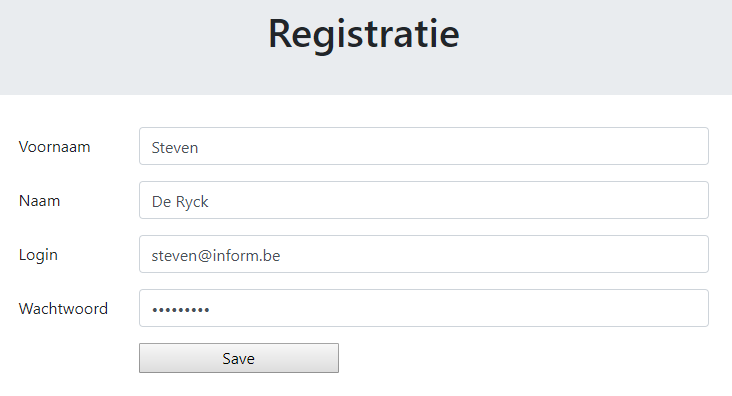 Registratie
Voornaam Steven
Naam De Ryck
Login steven@inform.be
Wachtwoord •••••••••
Save